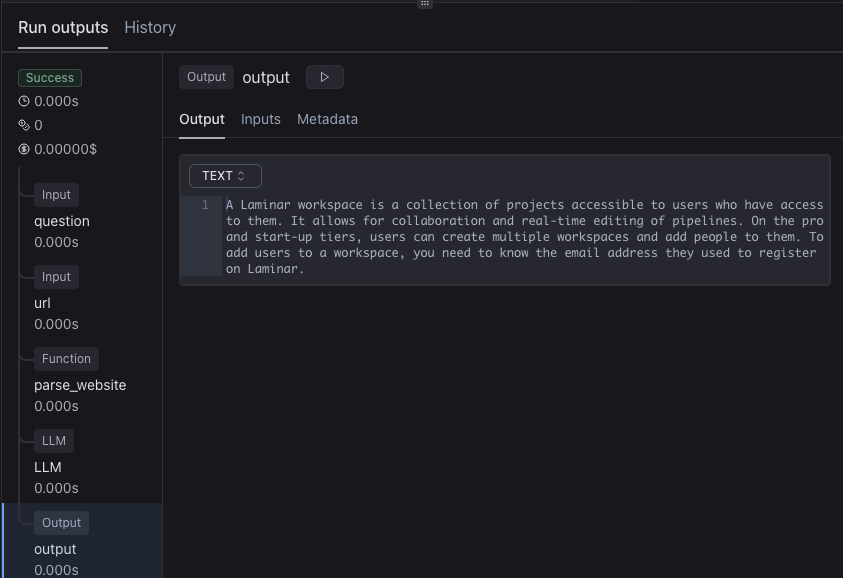 Run outputs History
Success
0.000s
0
0.00000$
Input
question
0.000s
Input
url
0.000s
Function
parse_website
0.000s
LLM
LLM
0.000s
Output
output
0.000s
Output output
Output Inputs Metadata
TEXT
1 A Laminar workspace is a collection of projects accessible to users who have access
to them. It allows for collaboration and real-time editing of pipelines. On the pro
and start-up tiers, users can create multiple workspaces and add people to them. To
add users to a workspace, you need to know the email address they used to register
on Laminar.